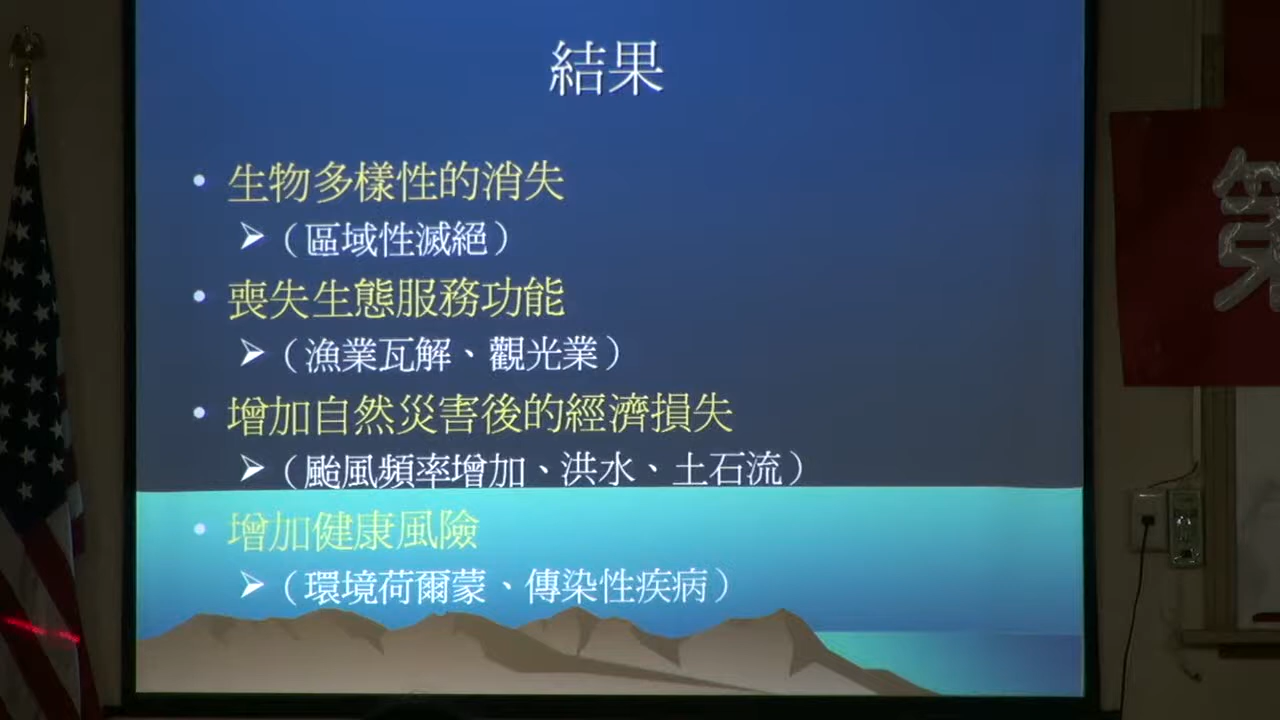 結果
• 生物多樣性的消失
➢（區域性滅絕）
• 喪失生態服務功能
➢（漁業瓦解、觀光業）
• 增加自然災害後的經濟損失
➢（颱風頻率增加、洪水、土石流）
• 增加健康風險
➢（環境荷爾蒙、傳染性疾病）
第